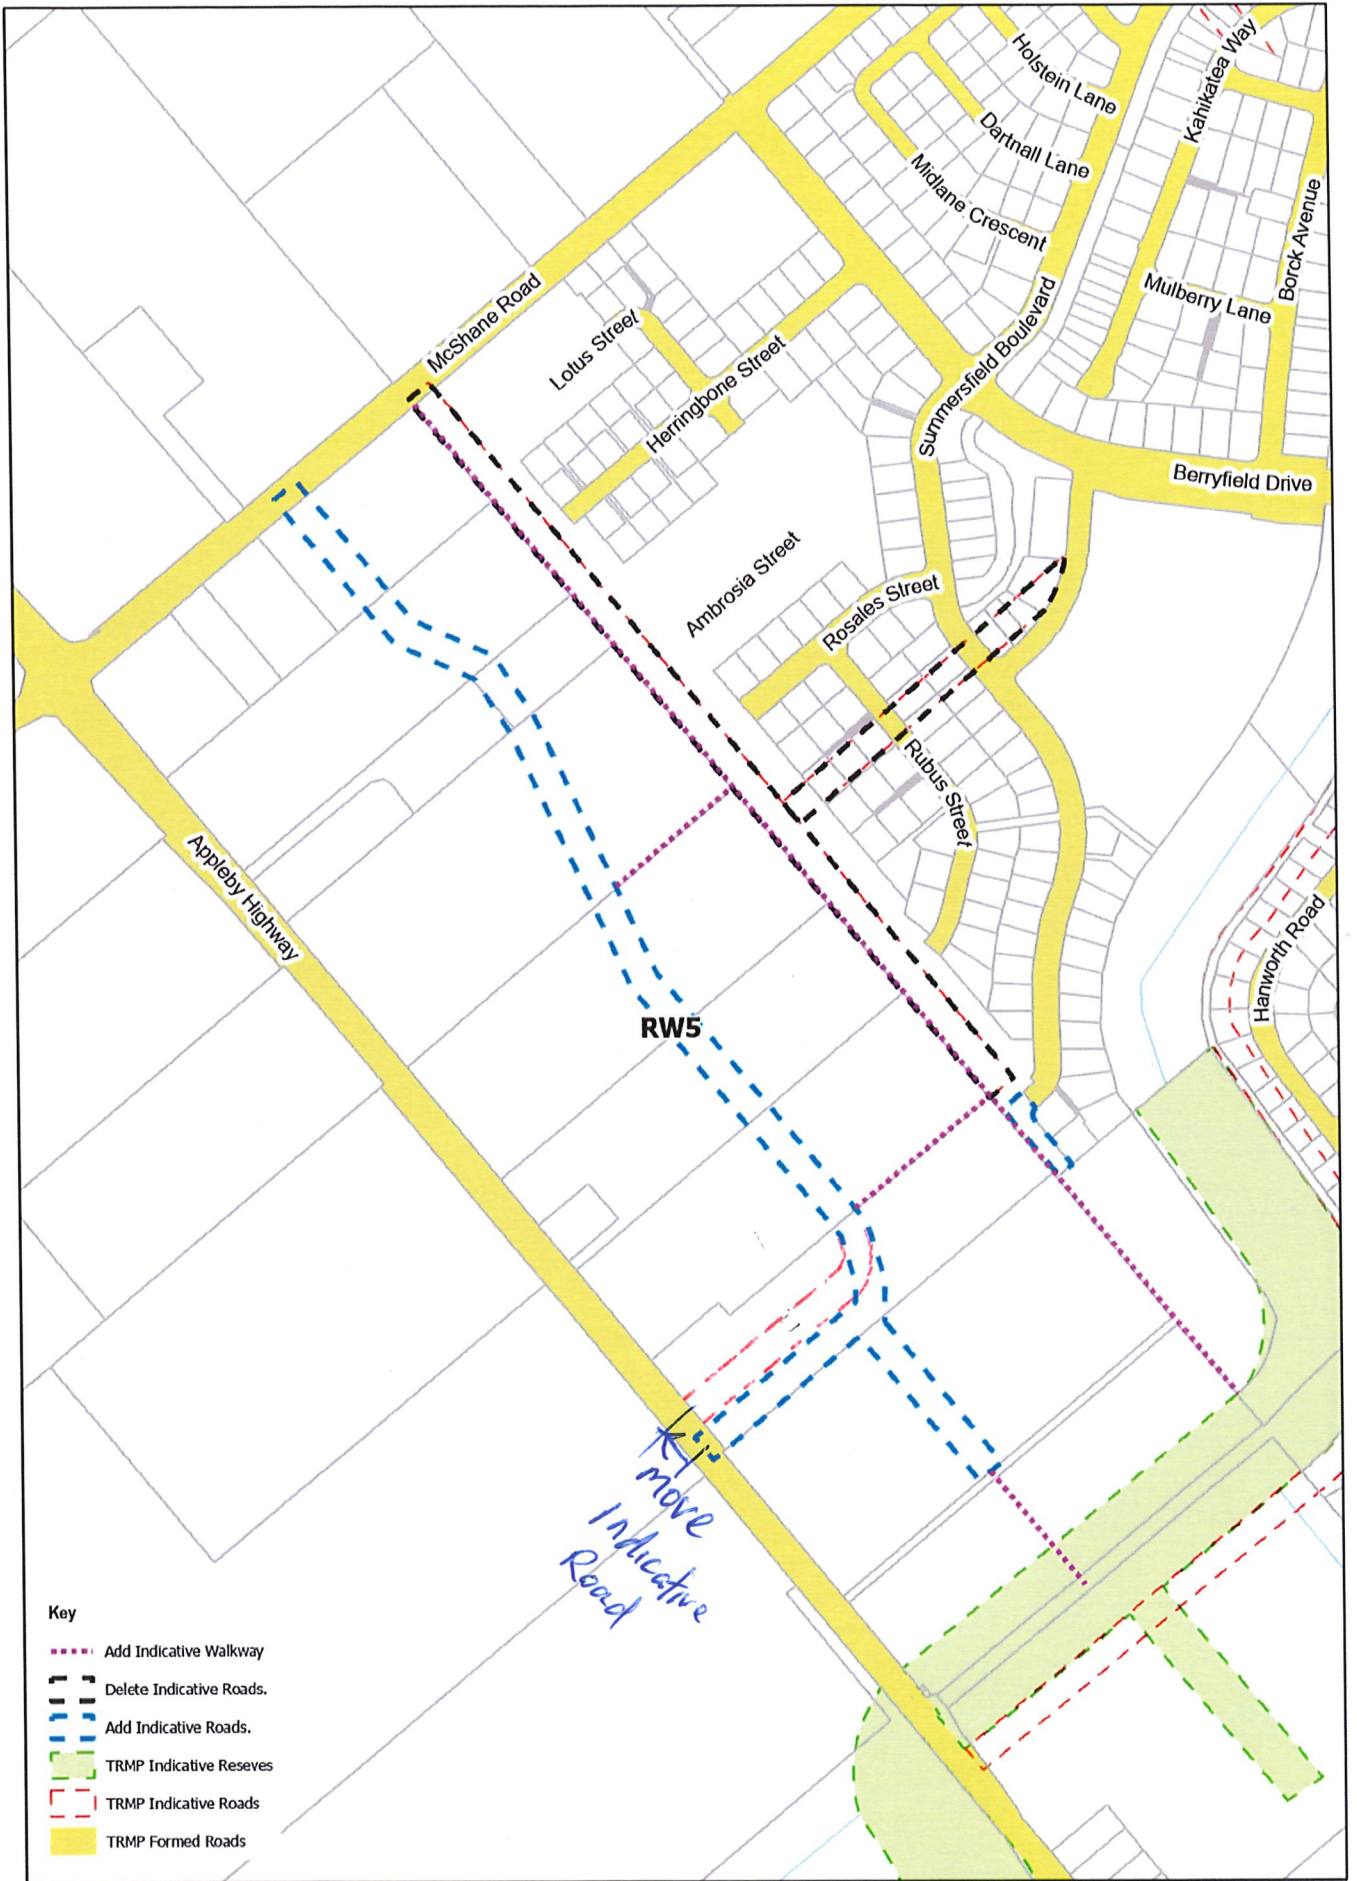 Holstein Lane
Kahikatea Way
Dartnall Lane
Midlane Crescent
Borck Avenue
Mulberry Lane
McShane Road
Lotus Street
Summersfield Boulevard
Herringbone Street
Berryfield Drive
Ambrosia Street
Rosales Street
Rubus Street
Appleby Highway
Hanworth Road
RW5
move
Indicative
Road
Key
Add Indicative Walkway
Delete Indicative Roads.
Add Indicative Roads.
TRMP Indicative Reseves
TRMP Indicative Roads
TRMP Formed Roads